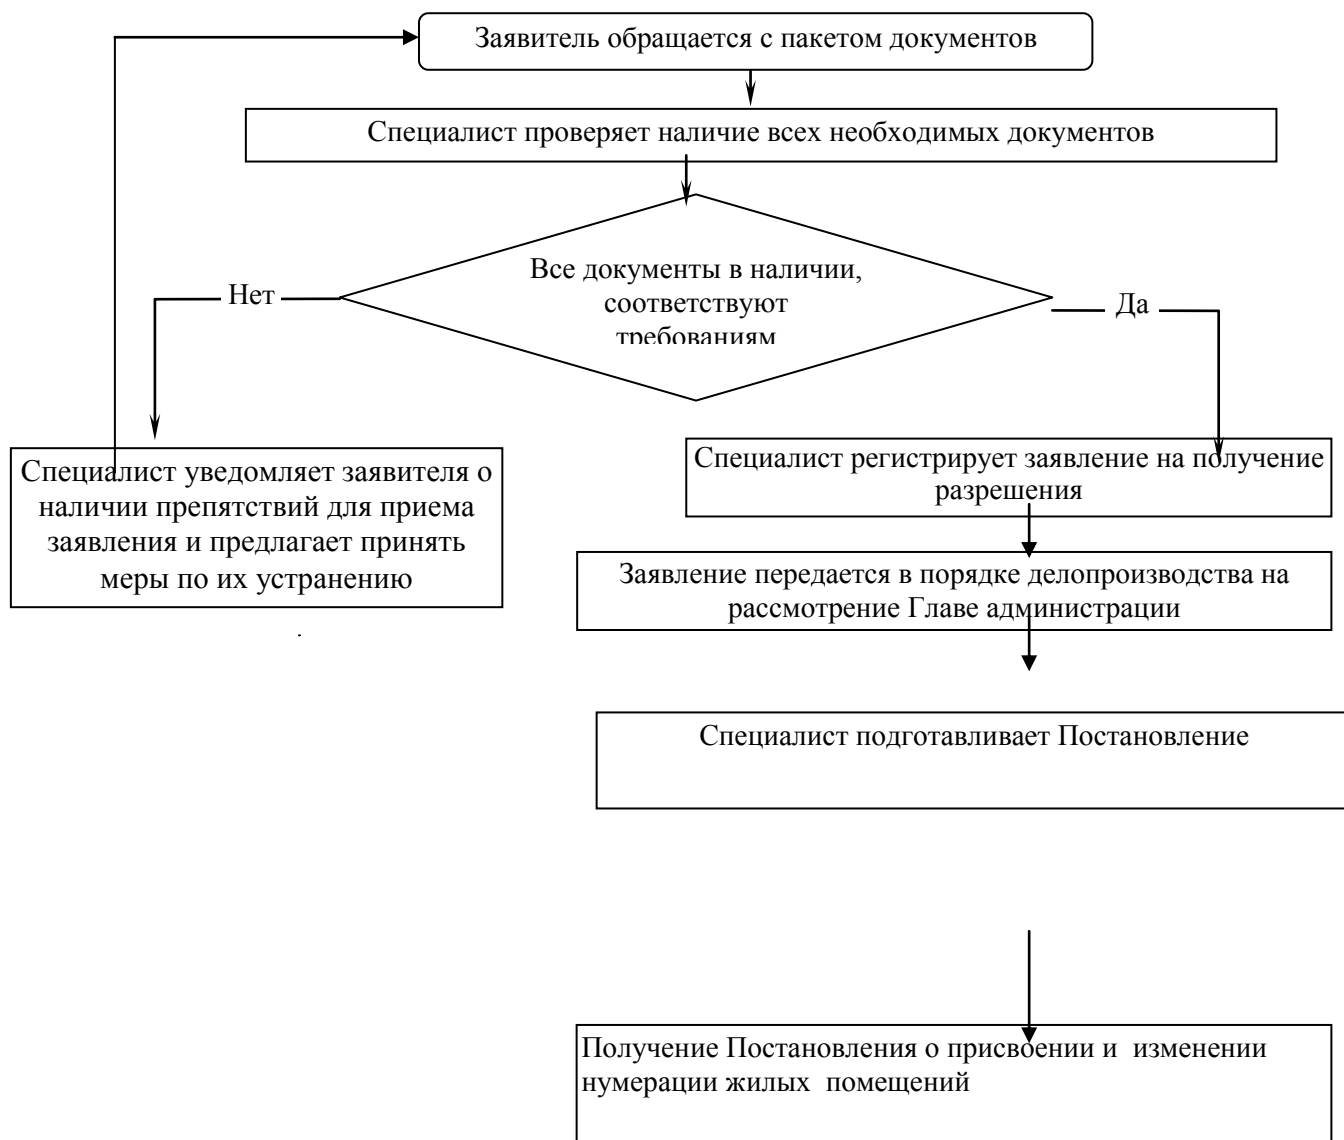 Заявитель обращается с пакетом документов
Специалист проверяет наличие всех необходимых документов
Все документы в наличии,
соответствуют
требованиям
Нет
Да
Специалист уведомляет заявителя о
наличии препятствий для приема
заявления и предлагает принять
меры по их устранению
.
Специалист регистрирует заявление на получение
разрешения
Заявление передается в порядке делопроизводства на
рассмотрение Главе администрации
Специалист подготавливает Постановление
Получение Постановления о присвоении и изменении
нумерации жилых помещений